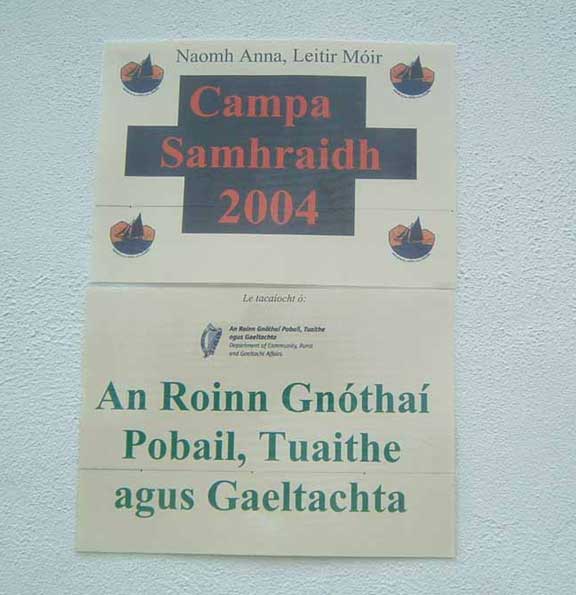 Naomh Anna, Leitir Móir
Campa
Samhraidh
2004
Le tacaíocht ó:
An Roinn Gnóthaí Pobail, Tuaithe
agus Gaeltachta
Department of Community, Rural
and Gaeltacht Affairs
An Roinn Gnóthaí
Pobail, Tuaithe
agus Gaeltachta